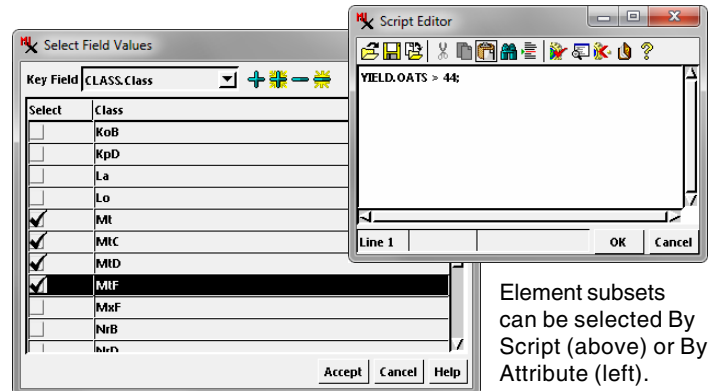 Select Field Values
Key Field CLASS.Class
Select Class
KoB
KpD
La
Lo
Mt
MtC
MtD
MtF
MxF
NrB
NrD
Accept Cancel Help
Script Editor
YIELD.OATS > 44;
Line 1
OK Cancel
Element subsets
can be selected By
Script (above) or By
Attribute (left).